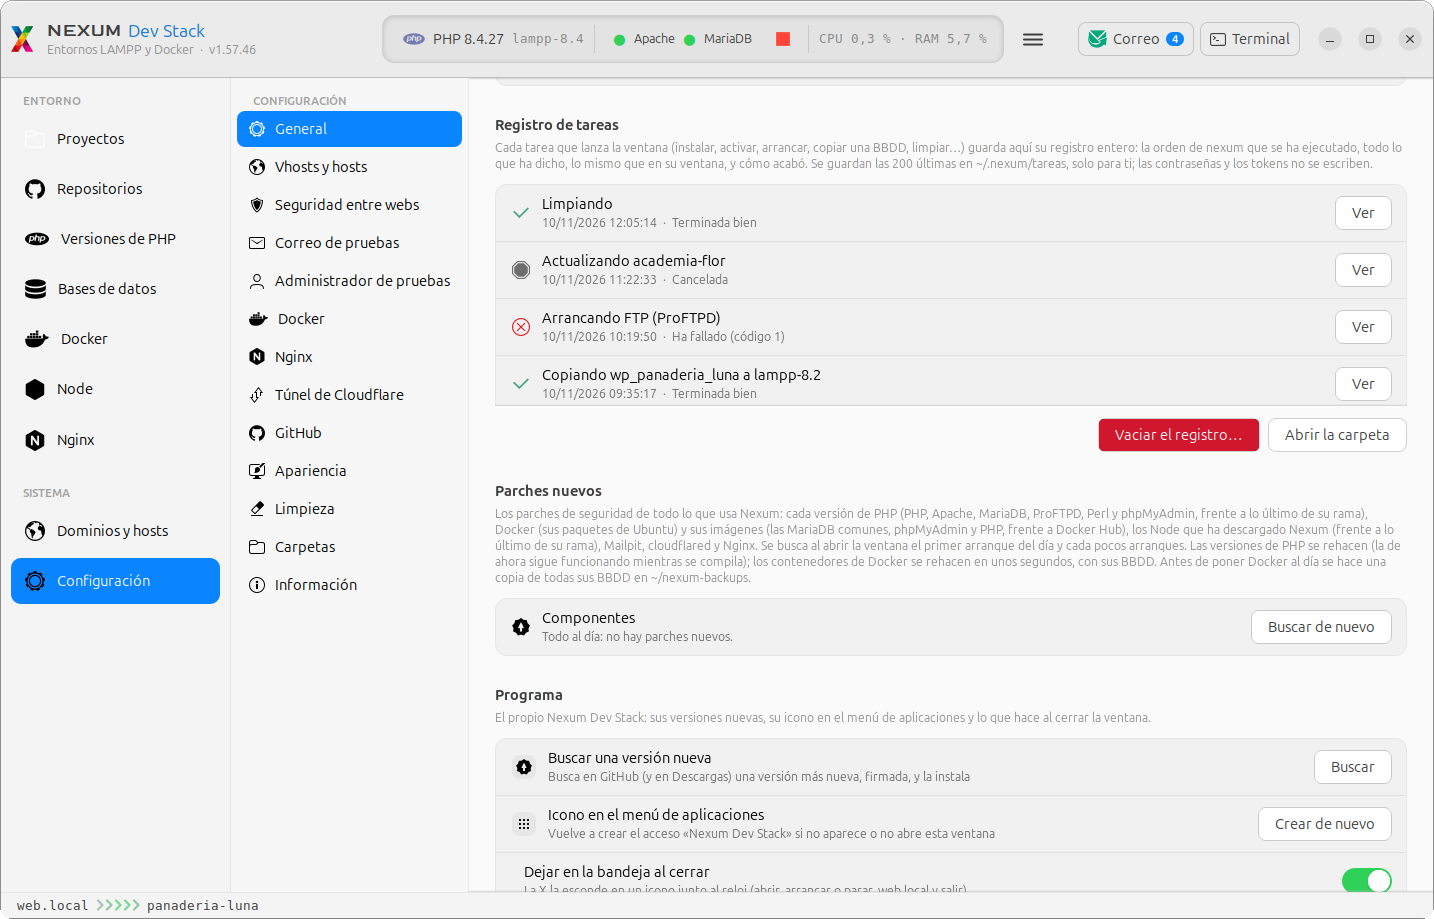 NEXUM Dev Stack
Entornos LAMPP y Docker · v1.57.46
php PHP 8.4.27 lampp-8.4
Apache MariaDB
CPU 0,3 % · RAM 5,7 %
Correo 4
Terminal
ENTORNO
Proyectos
Repositorios
php Versiones de PHP
Bases de datos
Docker
Node
Nginx
SISTEMA
Dominios y hosts
Configuración
CONFIGURACIÓN
General
Vhosts y hosts
Seguridad entre webs
Correo de pruebas
Administrador de pruebas
Docker
Nginx
Túnel de Cloudflare
GitHub
Apariencia
Limpieza
Carpetas
Información
Registro de tareas
Cada tarea que lanza la ventana (instalar, activar, arrancar, copiar una BBDD, limpiar…) guarda aquí su registro entero: la orden de nexum que se ha ejecutado, todo lo
que ha dicho, lo mismo que en su ventana, y cómo acabó. Se guardan las 200 últimas en ~/.nexum/tareas, solo para ti; las contraseñas y los tokens no se escriben.
Limpiando
10/11/2026 12:05:14 · Terminada bien
Ver
Actualizando academia-flor
10/11/2026 11:22:33 · Cancelada
Ver
Arrancando FTP (ProFTPD)
10/11/2026 10:19:50 · Ha fallado (código 1)
Ver
Copiando wp_panaderia_luna a lampp-8.2
10/11/2026 09:35:17 · Terminada bien
Ver
Vaciar el registro…
Abrir la carpeta
Parches nuevos
Los parches de seguridad de todo lo que usa Nexum: cada versión de PHP (PHP, Apache, MariaDB, ProFTPD, Perl y phpMyAdmin, frente a lo último de su rama),
Docker (sus paquetes de Ubuntu) y sus imágenes (las MariaDB comunes, phpMyAdmin y PHP, frente a Docker Hub), los Node que ha descargado Nexum (frente a lo
último de su rama), Mailpit, cloudflared y Nginx. Se busca al abrir la ventana el primer arranque del día y cada pocos arranques. Las versiones de PHP se rehacen (la de
ahora sigue funcionando mientras se compila); los contenedores de Docker se rehacen en unos segundos, con sus BBDD. Antes de poner Docker al día se hace una
copia de todas sus BBDD en ~/nexum-backups.
Componentes
Todo al día: no hay parches nuevos.
Buscar de nuevo
Programa
El propio Nexum Dev Stack: sus versiones nuevas, su icono en el menú de aplicaciones y lo que hace al cerrar la ventana.
Buscar una versión nueva
Busca en GitHub (y en Descargas) una versión más nueva, firmada, y la instala
Buscar
Icono en el menú de aplicaciones
Vuelve a crear el acceso «Nexum Dev Stack» si no aparece o no abre esta ventana
Crear de nuevo
Dejar en la bandeja al cerrar
La X la esconde en un icono junto al reloj (abrir, arrancar o parar, web.local y salir)
web.local >>>>> panaderia-luna